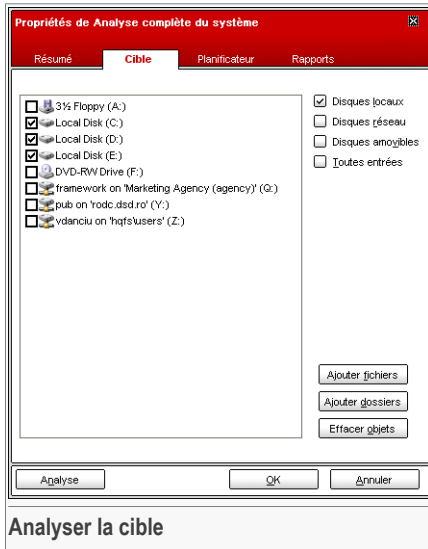 Propriétés de Analyse complète du système
Résumé Cible Planificateur Rapports
3½ Floppy (A:)
Local Disk (C:)
Local Disk (D:)
Local Disk (E:)
DVD-RW Drive (F:)
framework on 'Marketing Agency (agency)' (Q:)
pub on 'rodc.dsd.ro' (Y:)
vdanciu on 'hqfs\users' (Z:)
Disques locaux
Disques réseau
Disques amovibles
Toutes entrées
Ajouter fichiers
Ajouter dossiers
Effacer objets
Analyse OK Annuler
Analyser la cible